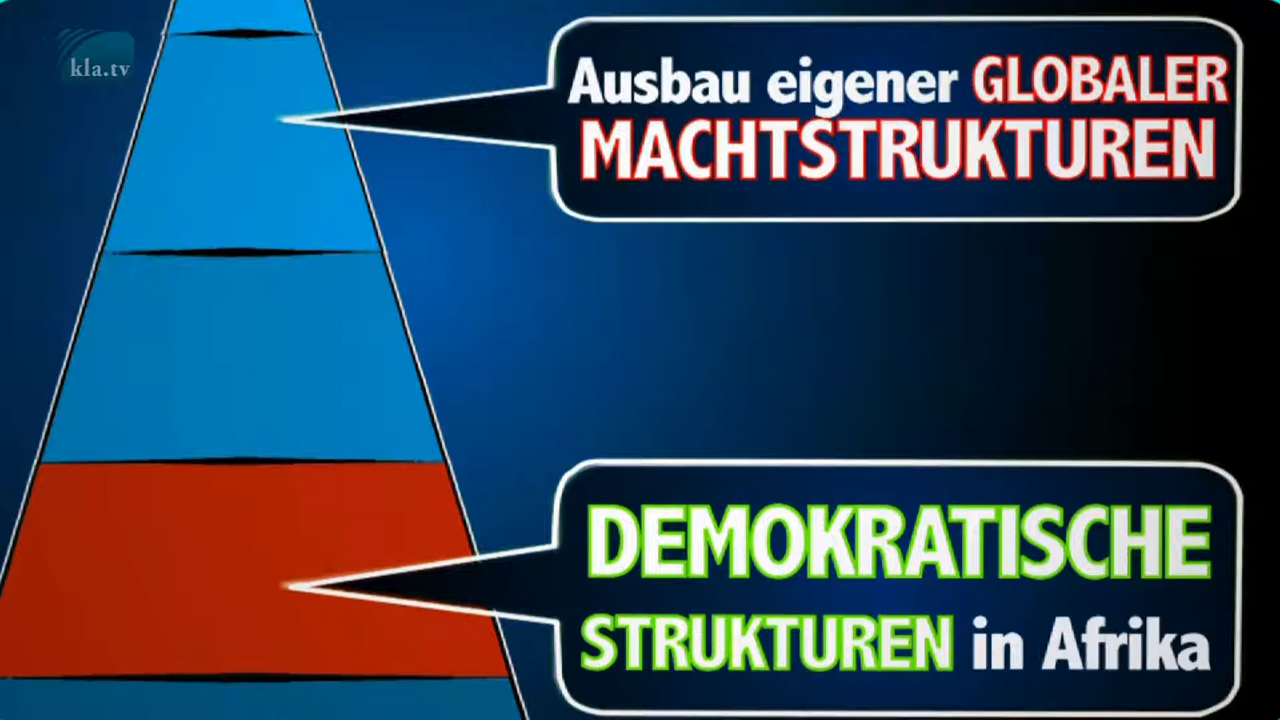 kla.tv
Ausbau eigener GLOBALER
MACHTSTRUKTUREN
DEMOKRATISCHE
STRUKTUREN in Afrika